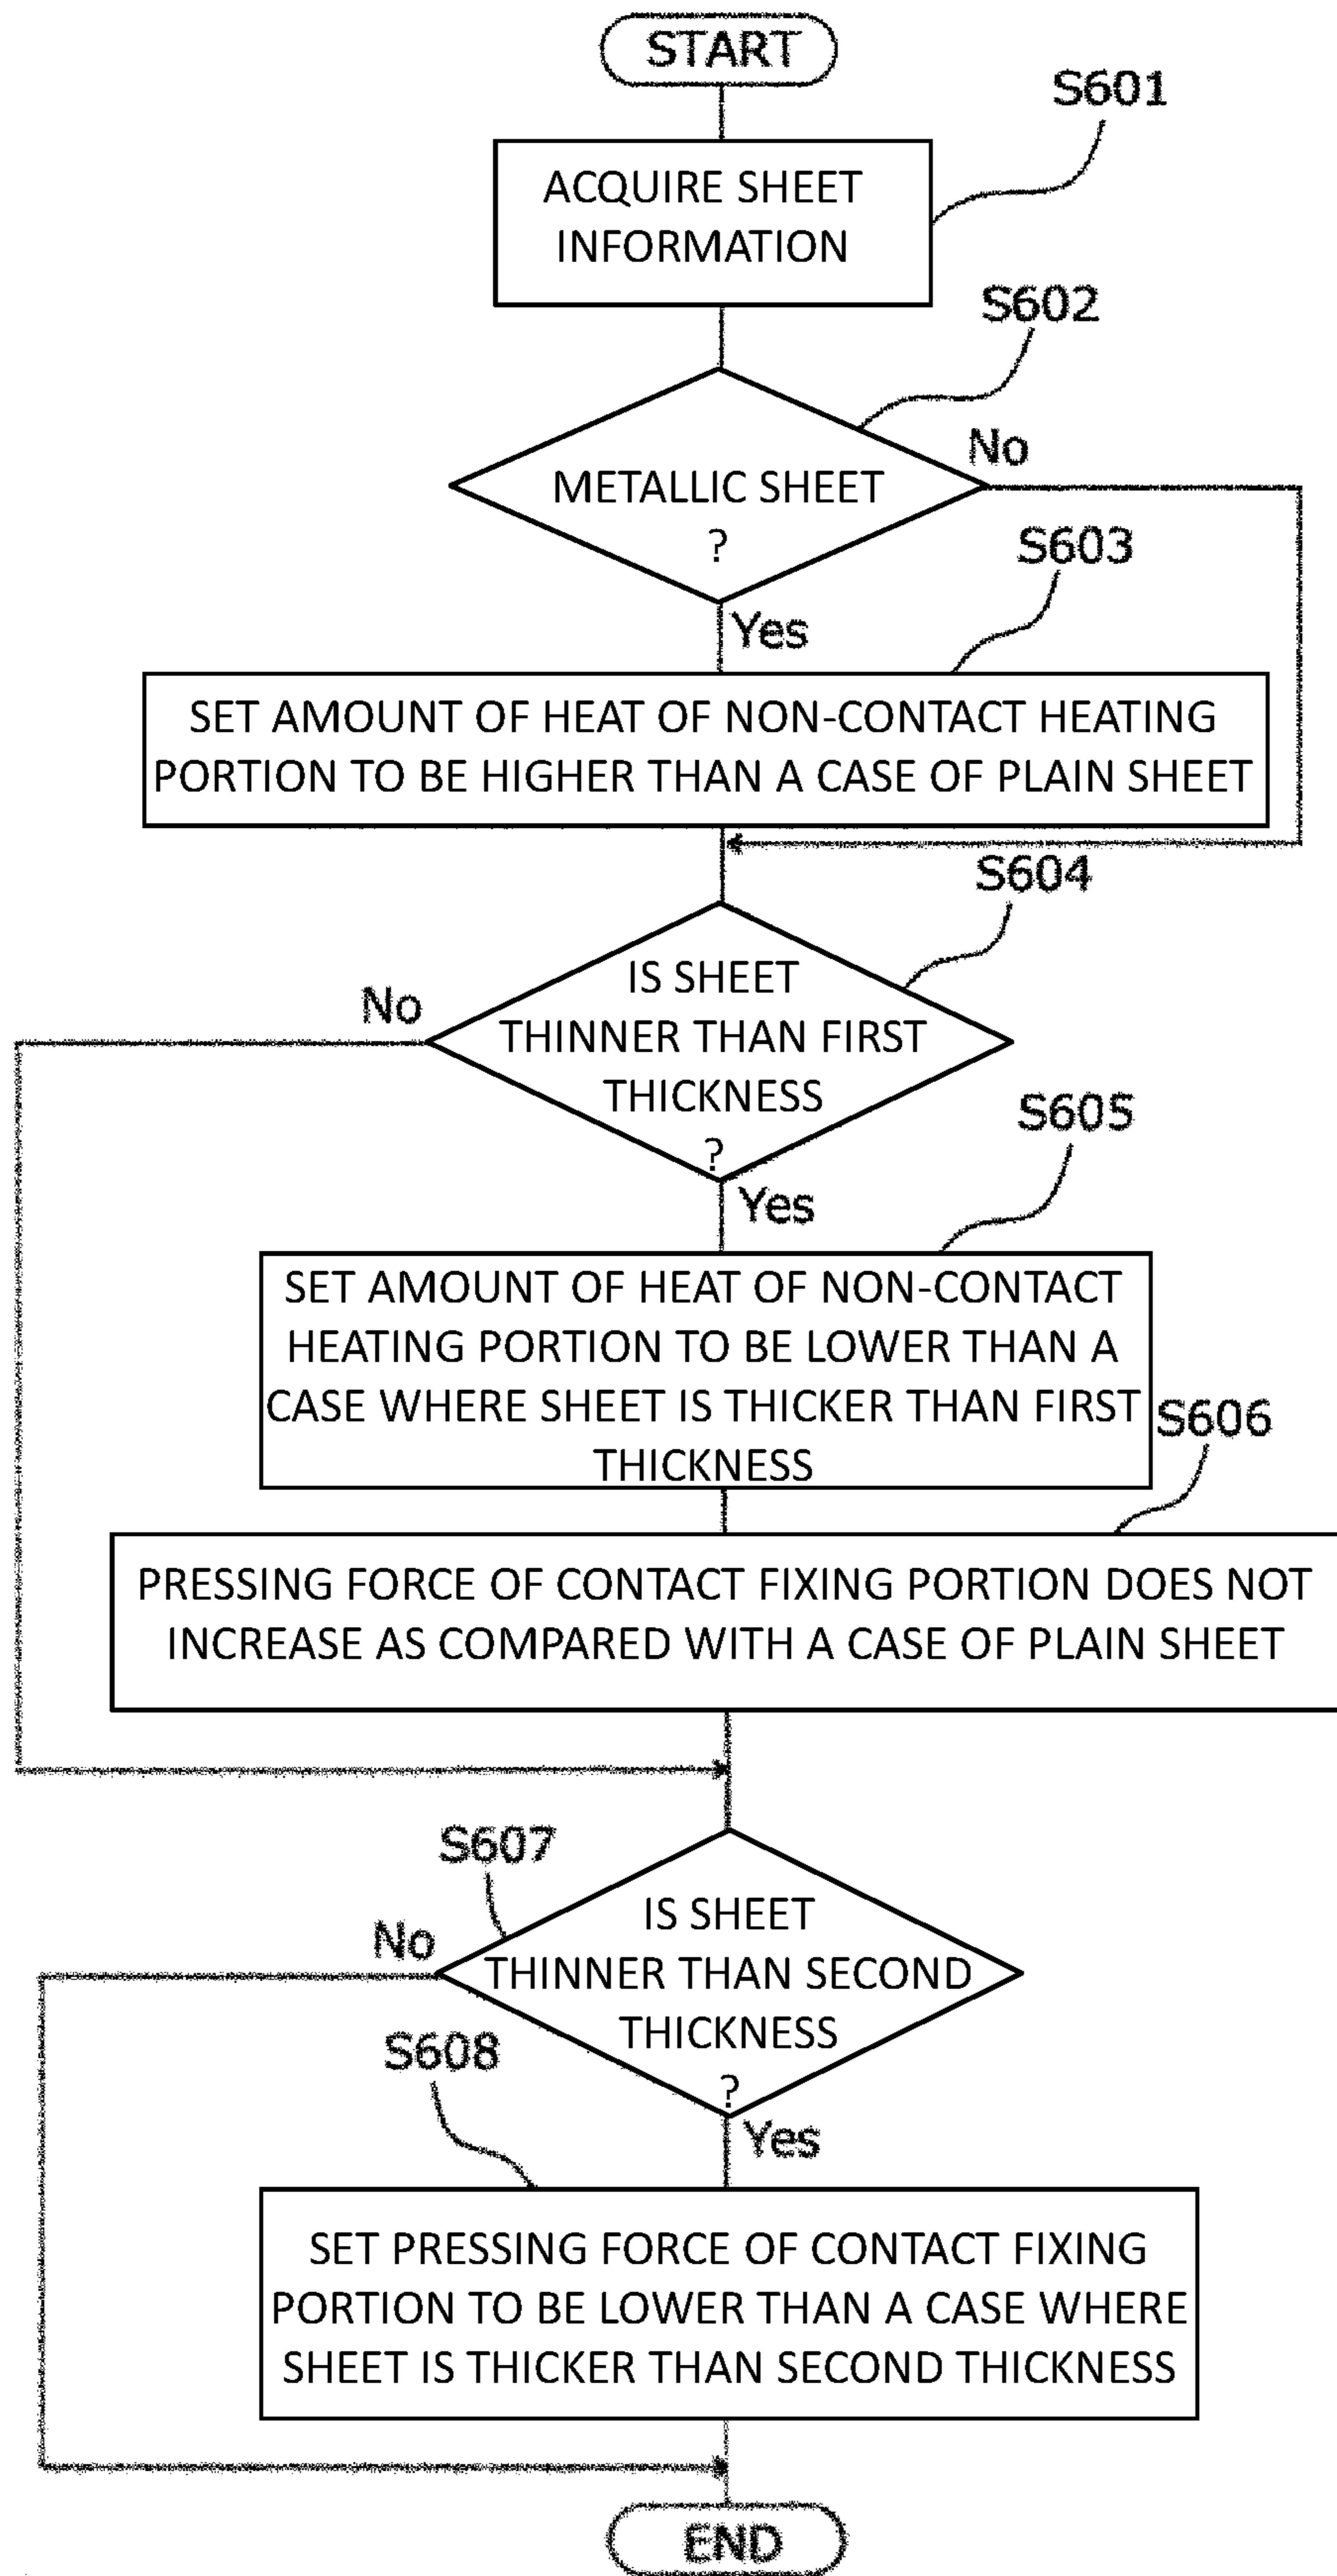 START
S601
ACQUIRE SHEET
INFORMATION
S602
No
METALLIC SHEET
?
S603
Yes
SET AMOUNT OF HEAT OF NON-CONTACT HEATING
PORTION TO BE HIGHER THAN A CASE OF PLAIN SHEET
S604
IS SHEET
No
THINNER THAN FIRST
THICKNESS
?
S605
Yes
SET AMOUNT OF HEAT OF NON-CONTACT
HEATING PORTION TO BE LOWER THAN A
CASE WHERE SHEET IS THICKER THAN FIRST
THICKNESS
S606
PRESSING FORCE OF CONTACT FIXING PORTION DOES NOT
INCREASE AS COMPARED WITH A CASE OF PLAIN SHEET
S607
IS SHEET
No
THINNER THAN SECOND
THICKNESS
?
S608
Yes
SET PRESSING FORCE OF CONTACT FIXING
PORTION TO BE LOWER THAN A CASE WHERE
SHEET IS THICKER THAN SECOND THICKNESS
END